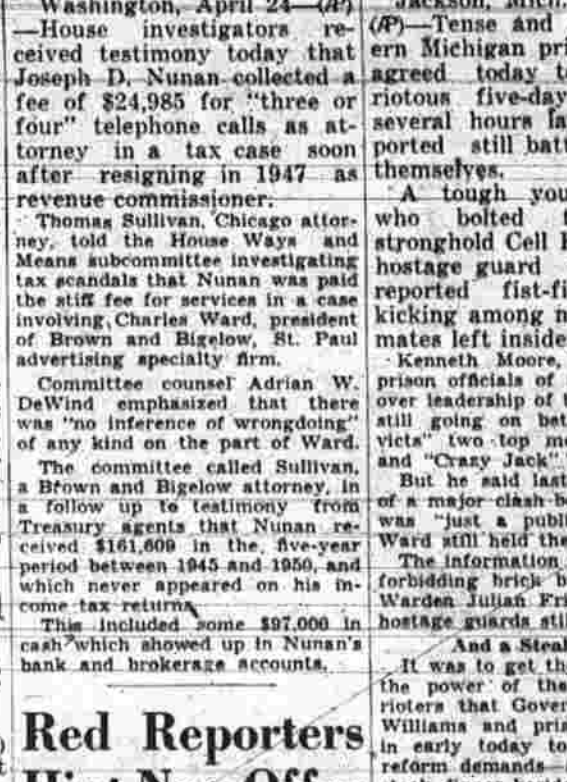 Washington, April 24—(AP)
—House investigators re-
ceived testimony today that
Joseph D. Nunan collected a
fee of $24,985 for "three or
four" telephone calls as at-
torney in a tax case soon
after resigning in 1947 as
revenue commissioner.
Thomas Sullivan, Chicago attor-
ney, told the House Ways and
Means subcommittee investigating
tax scandals that Nunan was paid
the stiff fee for services in a case
involving Charles Ward, president
of Brown and Bigelow, St. Paul
advertising specialty firm.
Committee counsel Adrian W.
DeWind emphasized that there
was "no inference of wrongdoing"
of any kind on the part of Ward.
The committee called Sullivan,
a Brown and Bigelow attorney, in
a follow up to testimony from
Treasury agents that Nunan re-
ceived $161,609 in the five-year
period between 1945 and 1950, and
which never appeared on his in-
come tax return.
This included some $97,000 in
cash which showed up in Nunan's
bank and brokerage accounts.
Red Reporters
Jackson, Mich.
(AP)—Tense and
ern Michigan pri
agreed today t
riotous five-day
several hours la
ported still batt
themselves.
A tough you
who bolted
stronghold Cell
hostage guard
reported fist-fi
kicking among
mates left inside
Kenneth Moore,
prison officials of
over leadership of t
still going on bet
victs" two top m
and "Crazy Jack"
But he said last
of a major clash b
was "just a publi
Ward still held the
The information
forbidding brick b
Warden Julian Fri
hostage guards sti
And a Steal
It was to get th
the power of the
rioters that Gover
Williams and pris
in early today to
reform demands—